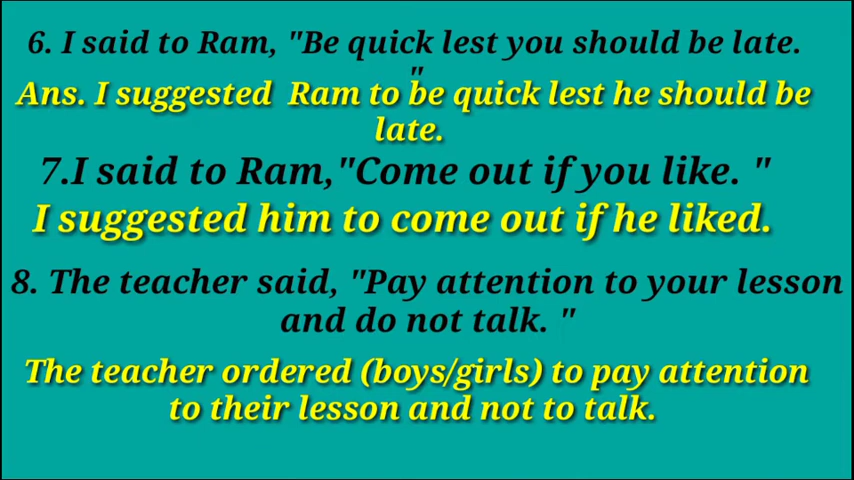 6. I said to Ram, "Be quick lest you should be late.
"
Ans. I suggested Ram to be quick lest he should be
late.
7.I said to Ram,"Come out if you like. "
I suggested him to come out if he liked.
8. The teacher said, "Pay attention to your lesson
and do not talk. "
The teacher ordered (boys/girls) to pay attention
to their lesson and not to talk.